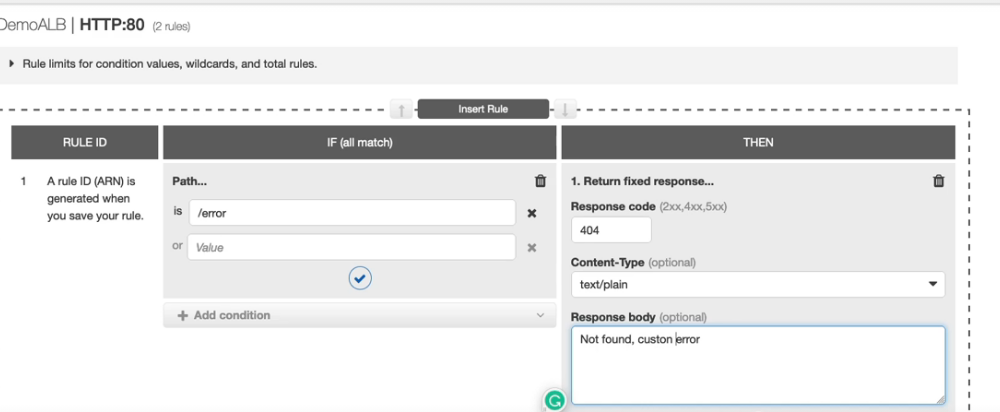 DemoALB | HTTP:80 (2 rules)
Rule limits for condition values, wildcards, and total rules.
Insert Rule
RULE ID
IF (all match)
THEN
1
A rule ID (ARN) is
generated when
you save your rule.
Path...
is
/error
or
Value
Add condition
1. Return fixed response...
Response code (2xx,4xx,5xx)
404
Content-Type (optional)
text/plain
Response body (optional)
Not found, custon error